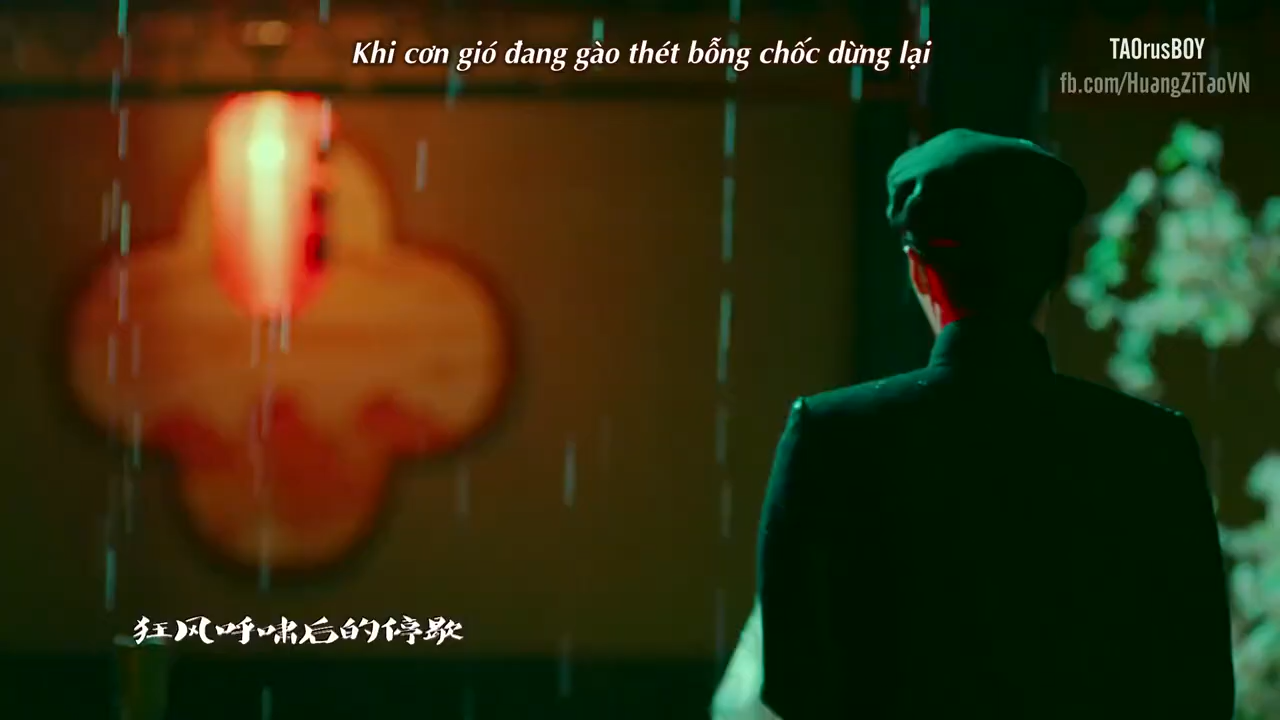 Khi cơn gió đang gào thét bỗng chốc dừng lại
TAOrusBOY
fb.com/HuangZiTaoVN
狂风呼啸后的停歇